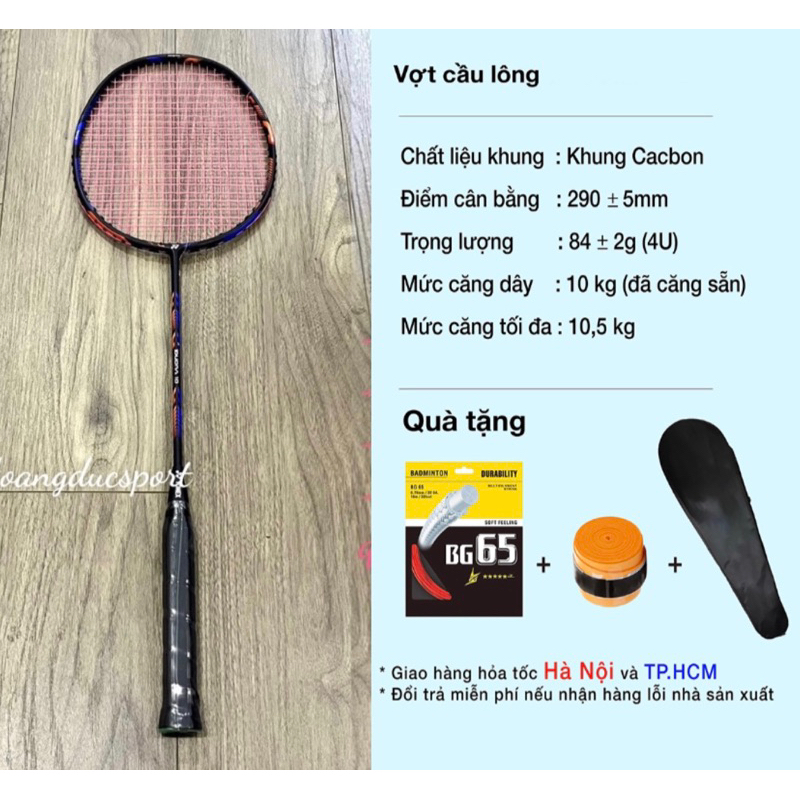 Vợt cầu lông
Chất liệu khung : Khung Cacbon
Điểm cân bằng : 290 ± 5mm
Trọng lượng : 84 ± 2g (4U)
Mức căng dây : 10 kg (đã căng sẵn)
Mức căng tối đa : 10,5 kg
Quà tặng
BADMINTON
DURABILITY
BG 65
SOFT FEELING
BG65
+
+
oangducsport
* Giao hàng hỏa tốc Hà Nội và TP.HCM
* Đổi trả miễn phí nếu nhận hàng lỗi nhà sản xuất